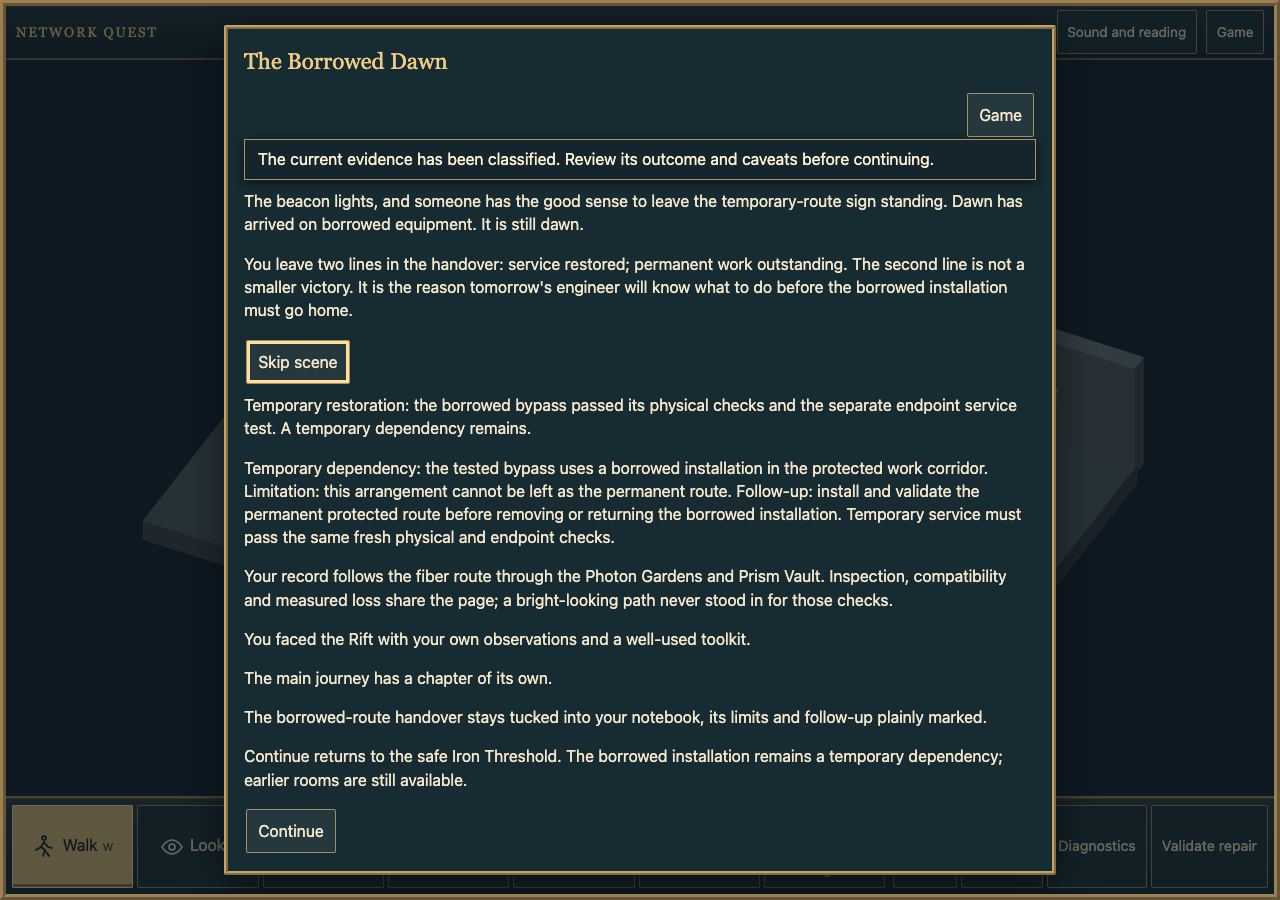 NETWORK QUEST
Sound and reading
Game
The Borrowed Dawn
Game
The current evidence has been classified. Review its outcome and caveats before continuing.
The beacon lights, and someone has the good sense to leave the temporary-route sign standing. Dawn has
arrived on borrowed equipment. It is still dawn.
You leave two lines in the handover: service restored; permanent work outstanding. The second line is not a
smaller victory. It is the reason tomorrow's engineer will know what to do before the borrowed installation
must go home.
Skip scene
Temporary restoration: the borrowed bypass passed its physical checks and the separate endpoint service
test. A temporary dependency remains.
Temporary dependency: the tested bypass uses a borrowed installation in the protected work corridor.
Limitation: this arrangement cannot be left as the permanent route. Follow-up: install and validate the
permanent protected route before removing or returning the borrowed installation. Temporary service must
pass the same fresh physical and endpoint checks.
Your record follows the fiber route through the Photon Gardens and Prism Vault. Inspection, compatibility
and measured loss share the page; a bright-looking path never stood in for those checks.
You faced the Rift with your own observations and a well-used toolkit.
The main journey has a chapter of its own.
The borrowed-route handover stays tucked into your notebook, its limits and follow-up plainly marked.
Continue returns to the safe Iron Threshold. The borrowed installation remains a temporary dependency;
earlier rooms are still available.
Continue
Walk W
Look
Diagnostics
Validate repair